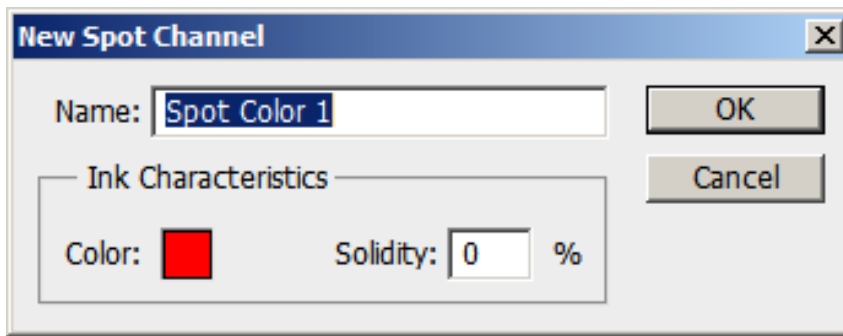 New Spot Channel
Name: Spot Color 1
OK
Ink Characteristics
Cancel
Color:
Solidity: 0 %